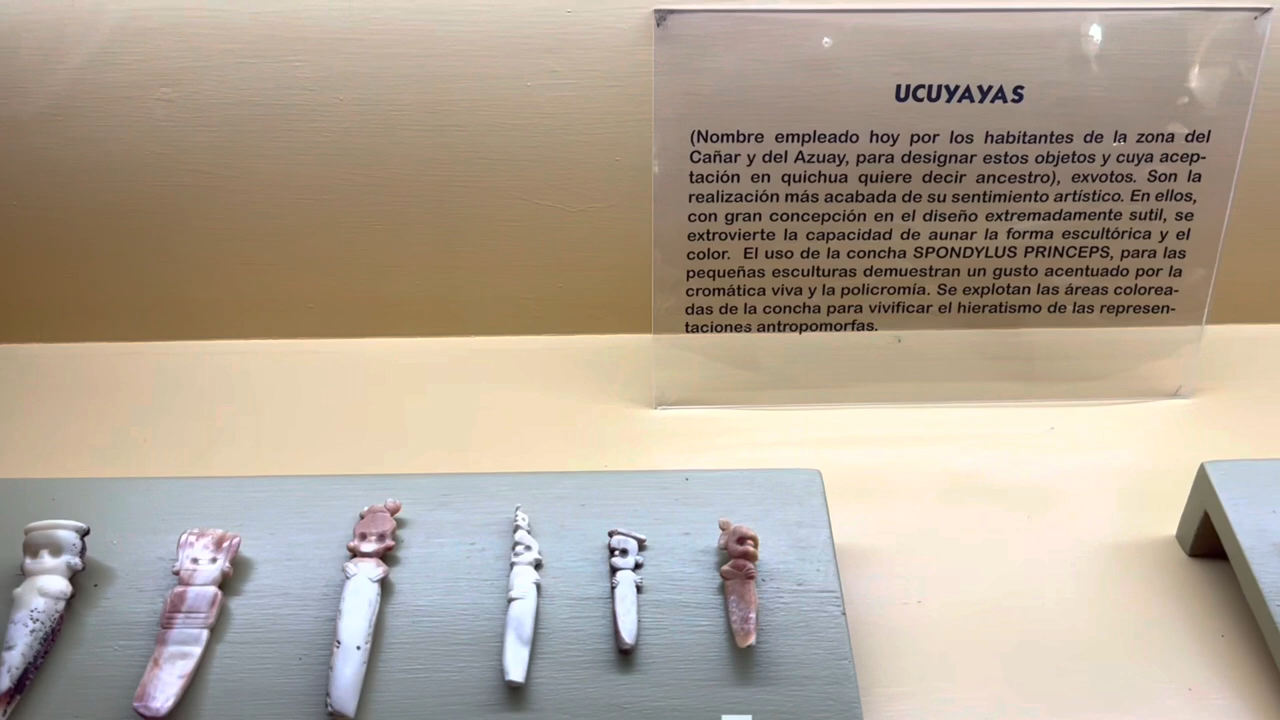 UCUYAYAS
(Nombre empleado hoy por los habitantes de la zona del
Cañar y del Azuay, para designar estos objetos y cuya acep-
tación en quichua quiere decir ancestro), exvotos. Son la
realización más acabada de su sentimiento artístico. En ellos,
con gran concepción en el diseño extremadamente sutil, se
extrovierte la capacidad de aunar la forma escultórica y el
color. El uso de la concha SPONDYLUS PRINCEPS, para las
pequeñas esculturas demuestran un gusto acentuado por la
cromática viva y la policromía. Se explotan las áreas colorea-
das de la concha para vivificar el hieratismo de las represen-
taciones antropomorfas.